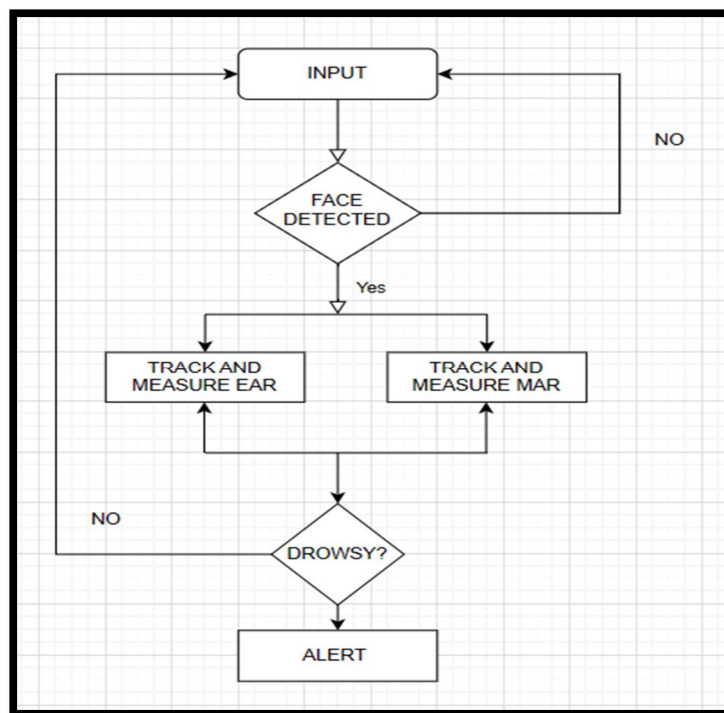 INPUT
NO
FACE
DETECTED
Yes
TRACK AND
MEASURE EAR
TRACK AND
MEASURE MAR
NO
DROWSY?
ALERT